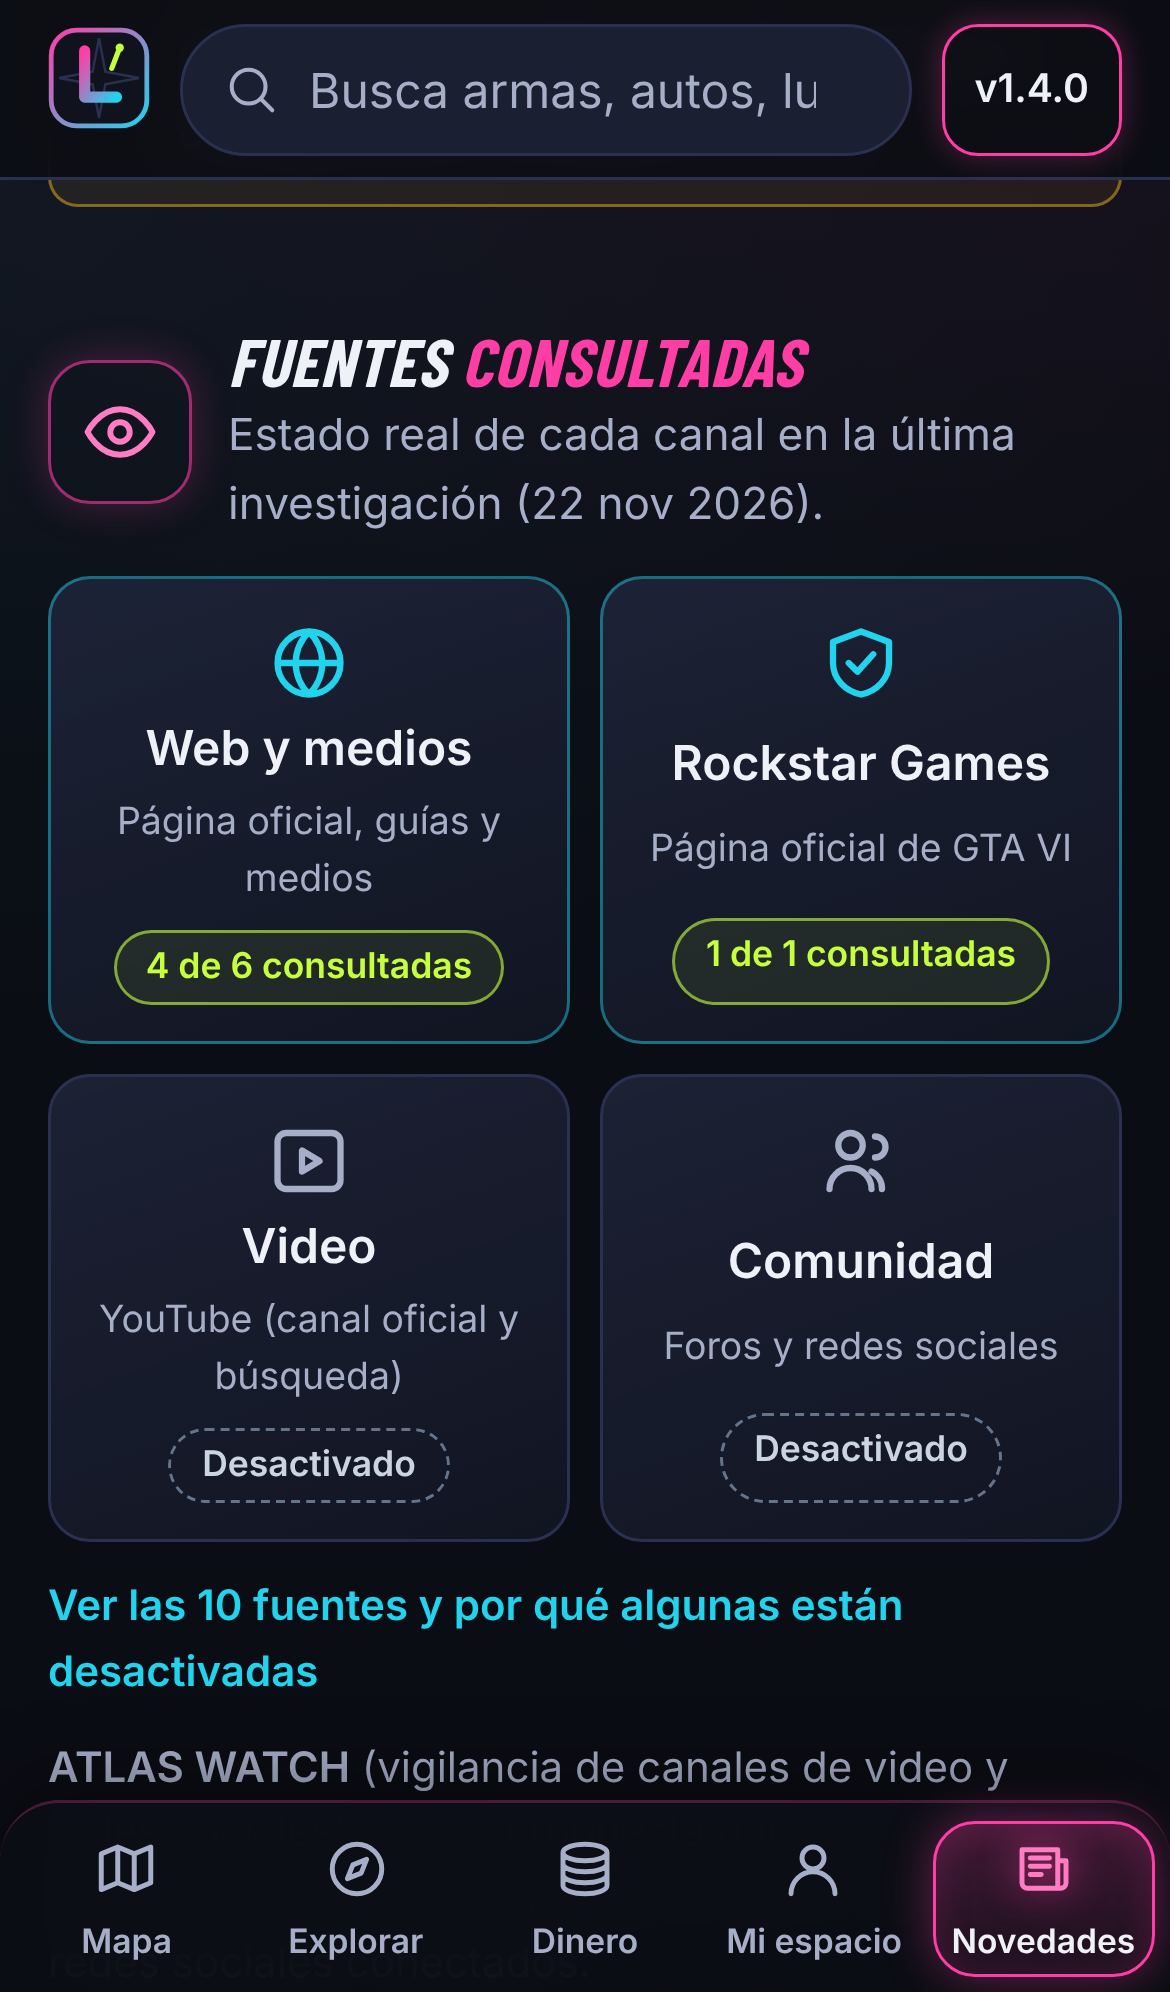 Busca armas, autos, lu
v1.4.0
FUENTES CONSULTADAS
Estado real de cada canal en la última
investigación (22 nov 2026).
Web y medios
Página oficial, guías y
medios
4 de 6 consultadas
Rockstar Games
Página oficial de GTA VI
1 de 1 consultadas
Video
YouTube (canal oficial y
búsqueda)
Desactivado
Comunidad
Foros y redes sociales
Desactivado
Ver las 10 fuentes y por qué algunas están
desactivadas
ATLAS WATCH (vigilancia de canales de video y
Mapa
Explorar
Dinero
Mi espacio
Novedades
redes sociales conectados.